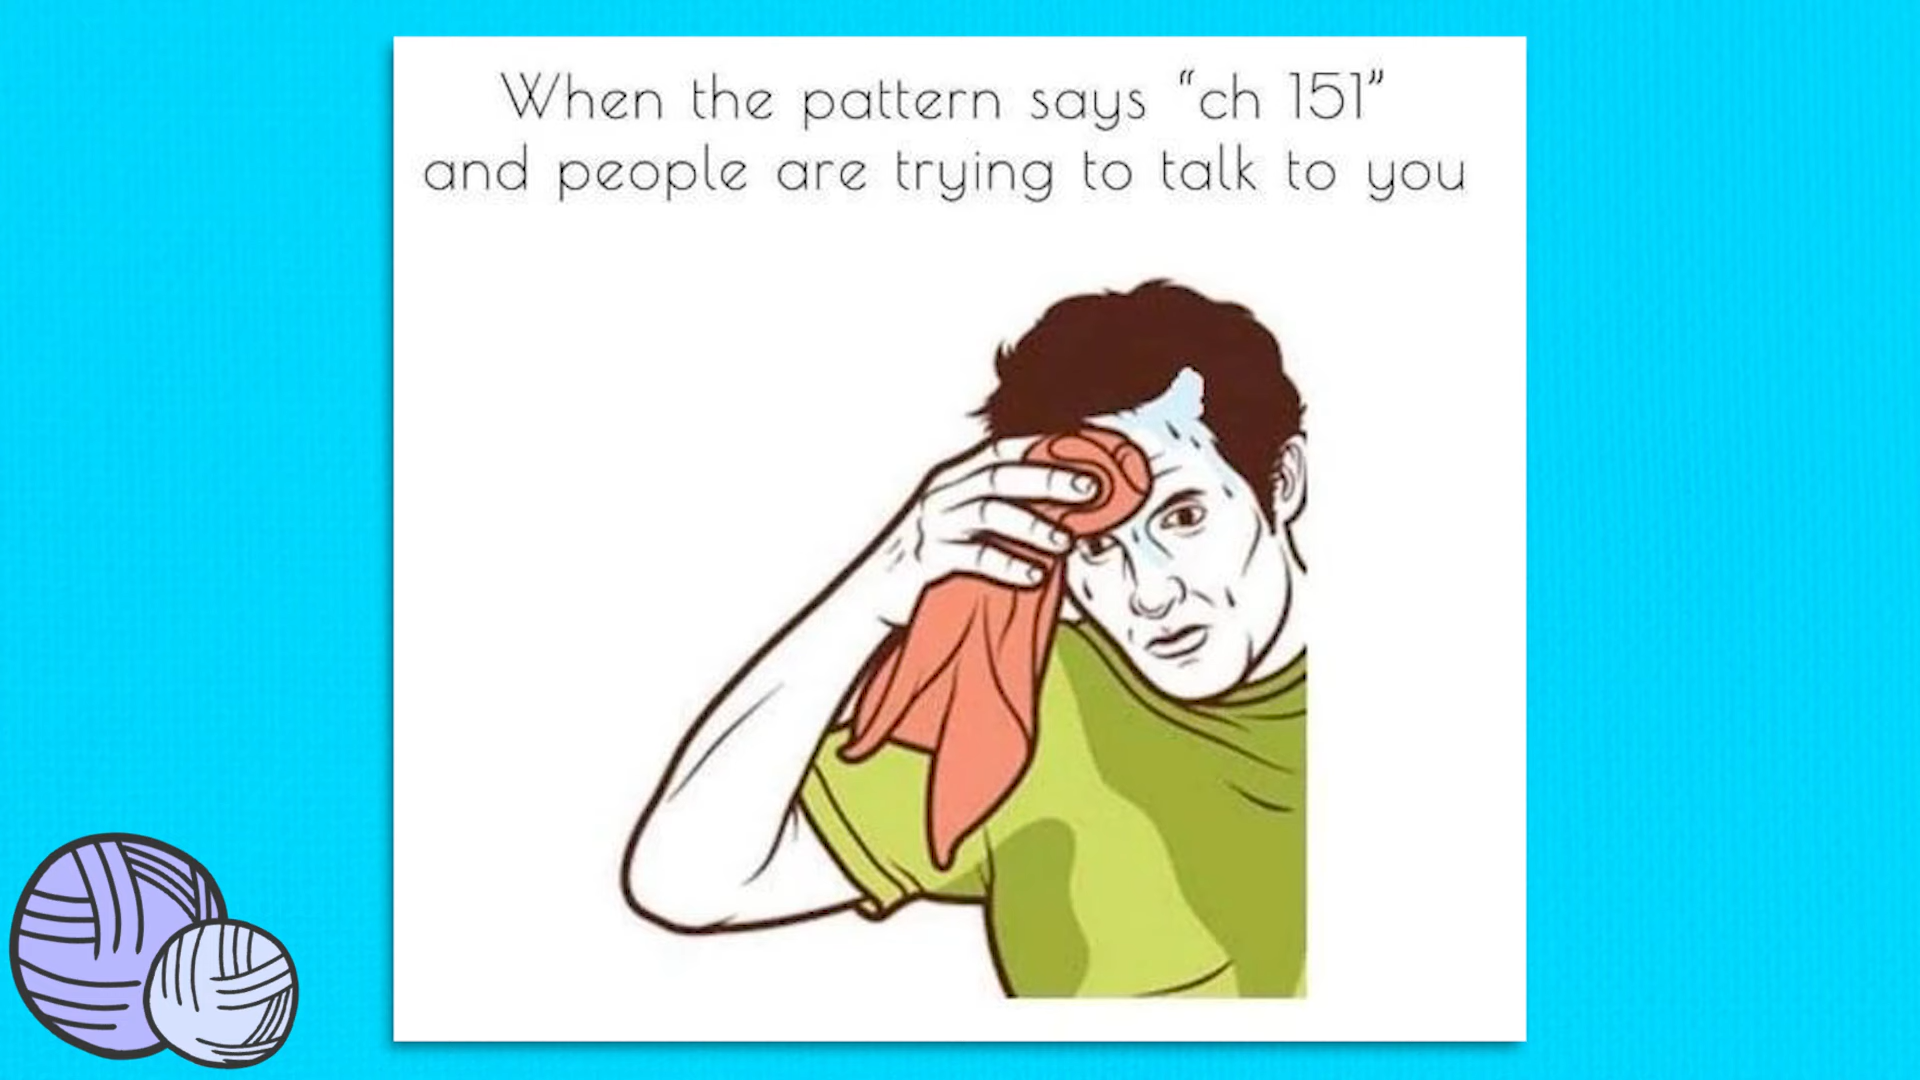 When the pattern says “ch 151”
and people are trying to talk to you